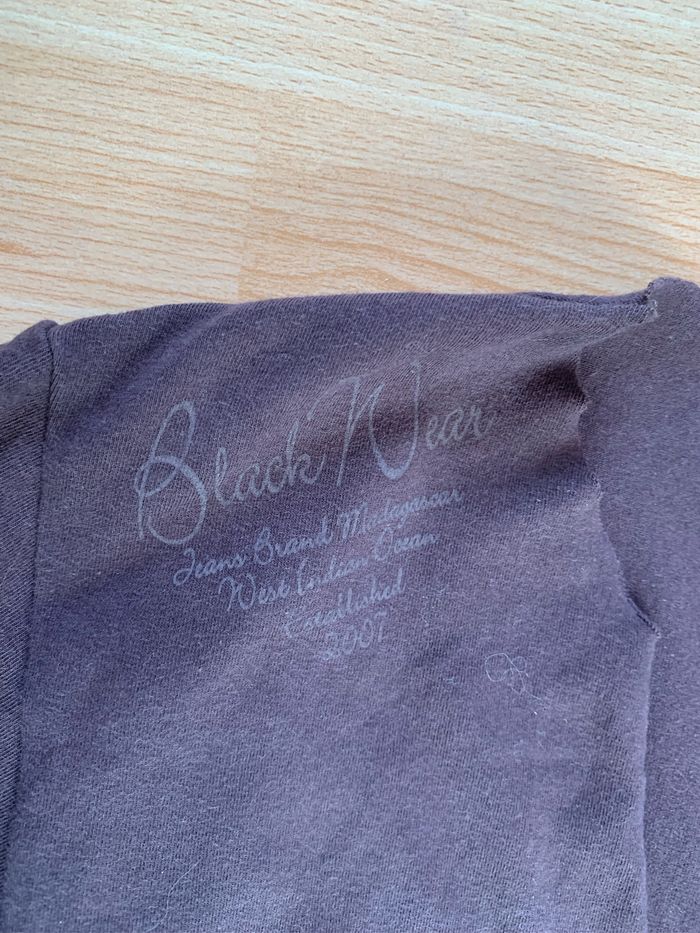 Black Wear
Jeans Brand Madagascar
West Indian Ocean
Established
2007